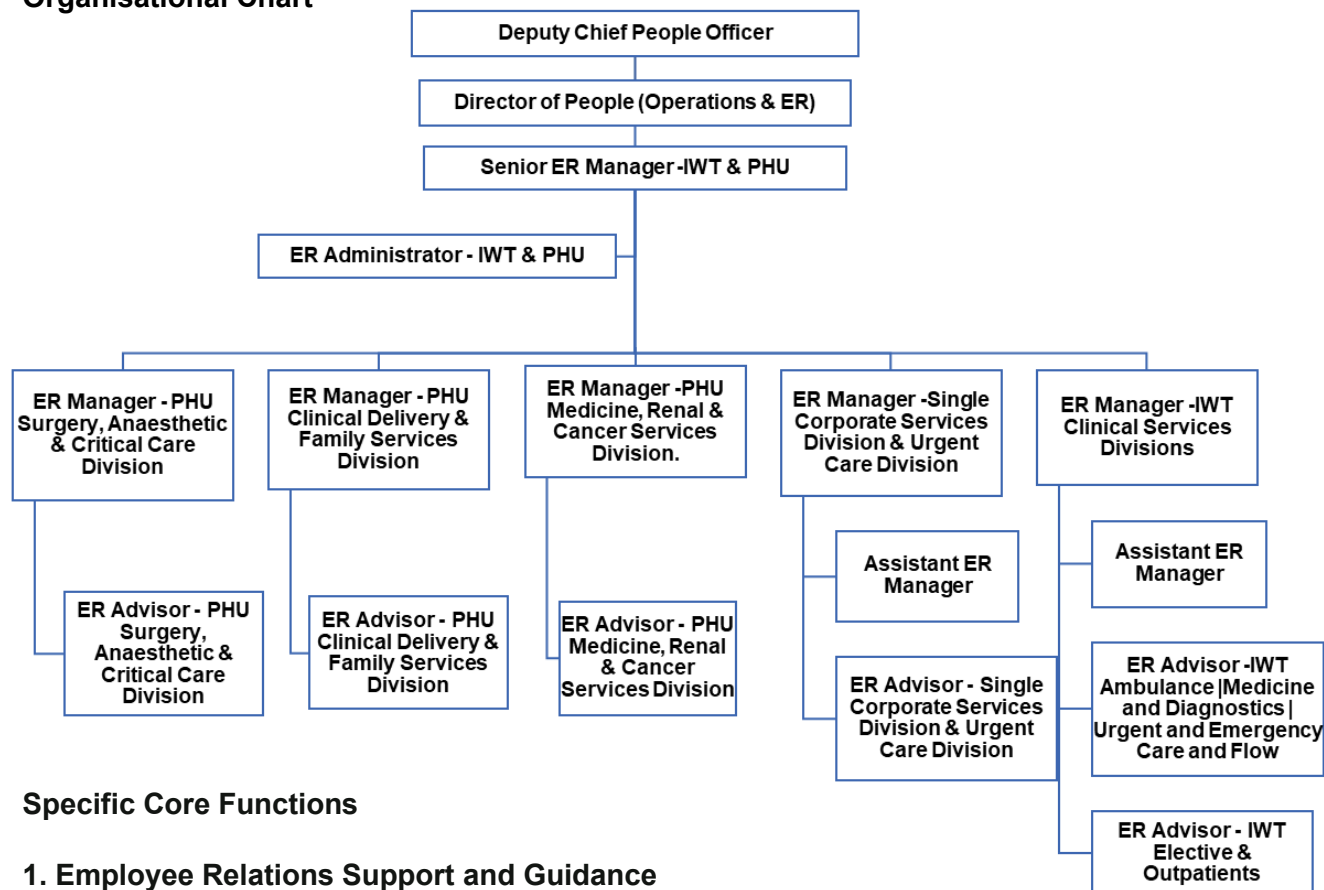 Organisational Chart
Deputy Chief People Officer
Director of People (Operations & ER)
Senior ER Manager-IWT & PHU
ER Administrator - IWT & PHU
ER Manager - PHU
Surgery, Anaesthetic
& Critical Care
Division
ER Manager - PHU
Clinical Delivery &
Family Services
Division
ER Manager -PHU
Medicine, Renal &
Cancer Services
Division.
ER Manager -Single
Corporate Services
Division & Urgent
Care Division
ER Manager -IWT
Clinical Services
Divisions
ER Advisor - PHU
Surgery,
Anaesthetic &
Critical Care
Division
ER Advisor - PHU
Clinical Delivery &
Family Services
Division
ER Advisor - PHU
Medicine, Renal
& Cancer
Services Division
Assistant ER
Manager
ER Advisor - Single
Corporate Services
Division & Urgent
Care Division
Assistant ER
Manager
ER Advisor -IWT
Ambulance |Medicine
and Diagnostics |
Urgent and Emergency
Care and Flow
ER Advisor - IWT
Elective &
Outpatients
Specific Core Functions
1. Employee Relations Support and Guidance